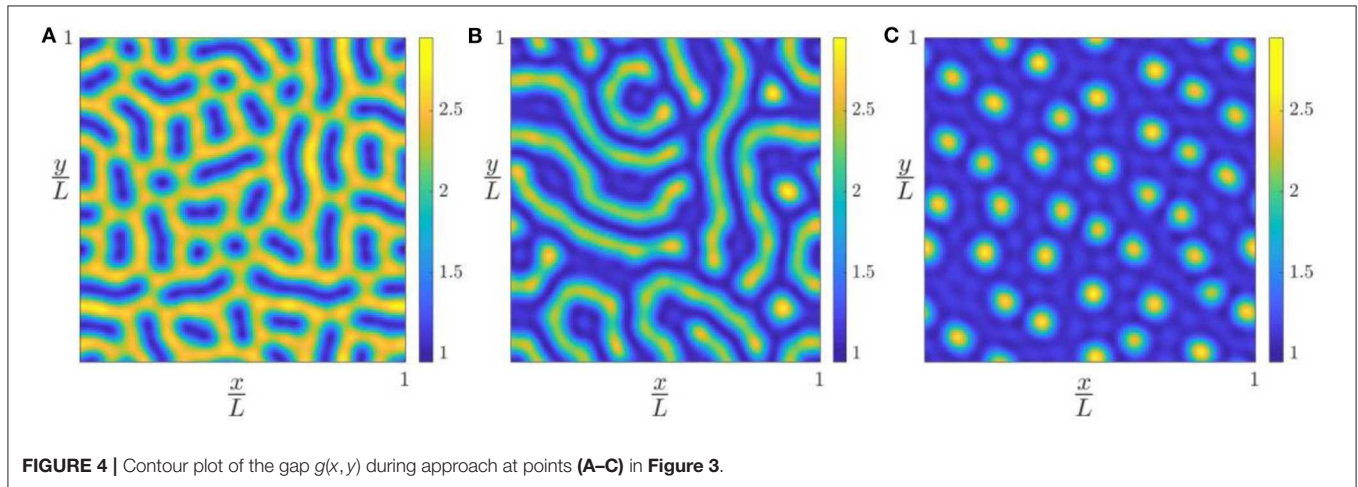 A
1
y
L
x
L
1
2.5
2
1.5
1
B
1
y
L
x
L
1
2.5
2
1.5
1
C
1
y
L
x
L
1
2.5
2
1.5
1
FIGURE 4 | Contour plot of the gap g(x, y) during approach at points (A–C) in Figure 3.